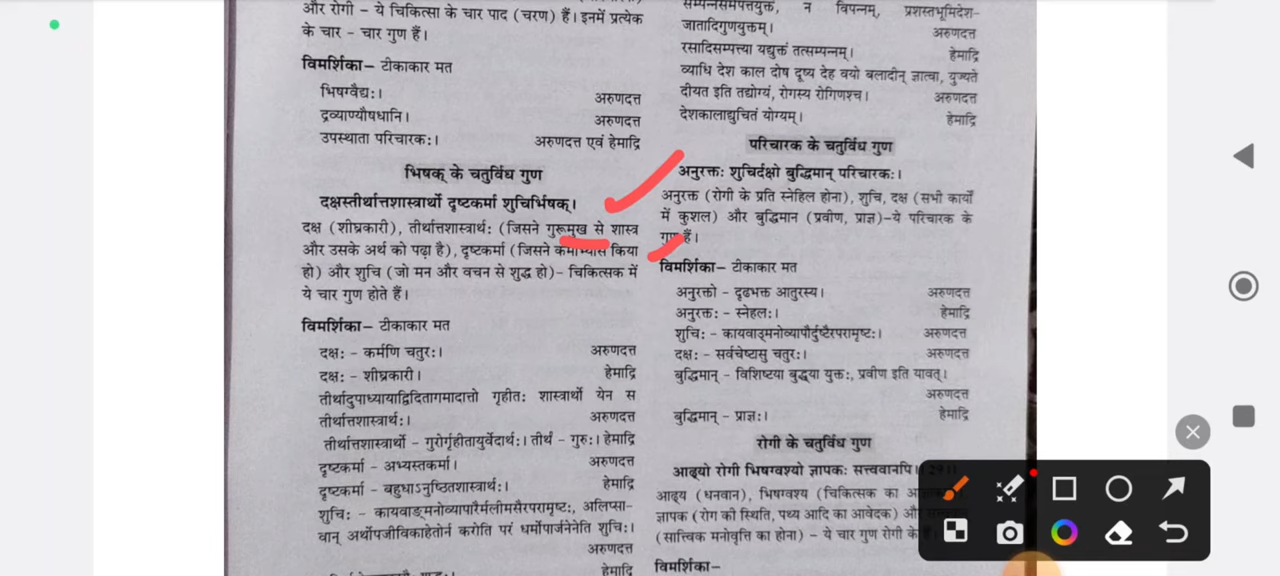 और रोगी - ये चिकित्सा के चार पाद (चरण) हैं। इनमें प्रत्येक
के चार - चार गुण हैं।
विमर्शिका– टीकाकार मत
भिषग्वैद्यः। अरुणदत्त
द्रव्याण्यौषधानि। अरुणदत्त
उपस्थाता परिचारकः। अरुणदत्त एवं हेमाद्रि
भिषक् के चतुर्विध गुण
दक्षस्तीर्थात्तशास्त्रार्थो दृष्टकर्मा शुचिर्भिषक्।
दक्ष (शीघ्रकारी), तीर्थात्तशास्त्रार्थः (जिसने गुरूमुख से शास्त्र
और उसके अर्थ को पढ़ा है), दृष्टकर्मा (जिसने कर्माभ्यास किया
हो) और शुचि (जो मन और वचन से शुद्ध हो)- चिकित्सक में
ये चार गुण होते हैं।
विमर्शिका– टीकाकार मत
दक्षः - कर्मणि चतुरः। अरुणदत्त
दक्षः - शीघ्रकारी। हेमाद्रि
तीर्थादुपाध्यायाद्विदितागमादात्तो गृहीतः शास्त्रार्थो येन स
तीर्थात्तशास्त्रार्थः। अरुणदत्त
तीर्थात्तशास्त्रार्थो - गुरोर्गृहीतायुर्वेदार्थः। तीर्थं - गुरुः। हेमाद्रि
दृष्टकर्मा - अभ्यस्तकर्मा। अरुणदत्त
दृष्टकर्मा - बहुधाऽनुष्ठितशास्त्रार्थः। हेमाद्रि
शुचिः - कायवाङ्मनोव्यापारैर्मलीमसैरपरामृष्टः, अलिप्सा-
वान् अर्थोपजीविकाहेतोर्न करोति परं धर्मोपार्जनेनेति शुचिः।
अरुणदत्त
हेमाद्रि
न विपन्नम्, प्रशस्तभूमिदेश-
जातादिगुणयुक्तम्। अरुणदत्त
रसादिसम्पत्त्या यद्युक्तं तत्सम्पन्नम्। हेमाद्रि
व्याधि देश काल दोष दूष्य देह वयो बलादीन् ज्ञात्वा, युज्यते
दीयत इति तद्योग्यं, रोगस्य रोगिणश्च। अरुणदत्त
देशकालाद्युचितं योग्यम्। हेमाद्रि
परिचारक के चतुर्विध गुण
अनुरक्तः शुचिर्दक्षो बुद्धिमान् परिचारकः।
अनुरक्त (रोगी के प्रति स्नेहिल होना), शुचि, दक्ष (सभी कार्यों
में कुशल) और बुद्धिमान (प्रवीण, प्राज्ञ)-ये परिचारक के
गुण हैं।
विमर्शिका– टीकाकार मत
अनुरक्तो - दृढभक्त आतुरस्य। अरुणदत्त
अनुरक्तः - स्नेहलः। हेमाद्रि
शुचिः - कायवाङ्मनोव्यापौर्दुष्टैरपरामृष्टः। अरुणदत्त
दक्षः - सर्वचेष्टासु चतुरः। अरुणदत्त
बुद्धिमान् - विशिष्टया बुद्ध्या युक्तः, प्रवीण इति यावत्।
अरुणदत्त
बुद्धिमान् - प्राज्ञः। हेमाद्रि
रोगी के चतुर्विध गुण
आढ्यो रोगी भिषग्वश्यो ज्ञापकः सत्त्ववानपि।
आढ्य (धनवान), भिषग्वश्य (चिकित्सक का
ज्ञापक (रोग की स्थिति, पथ्य आदि का आवेदक)
(सात्त्विक मनोवृत्ति का होना) - ये चार गुण रोगी के
विमर्शिका–